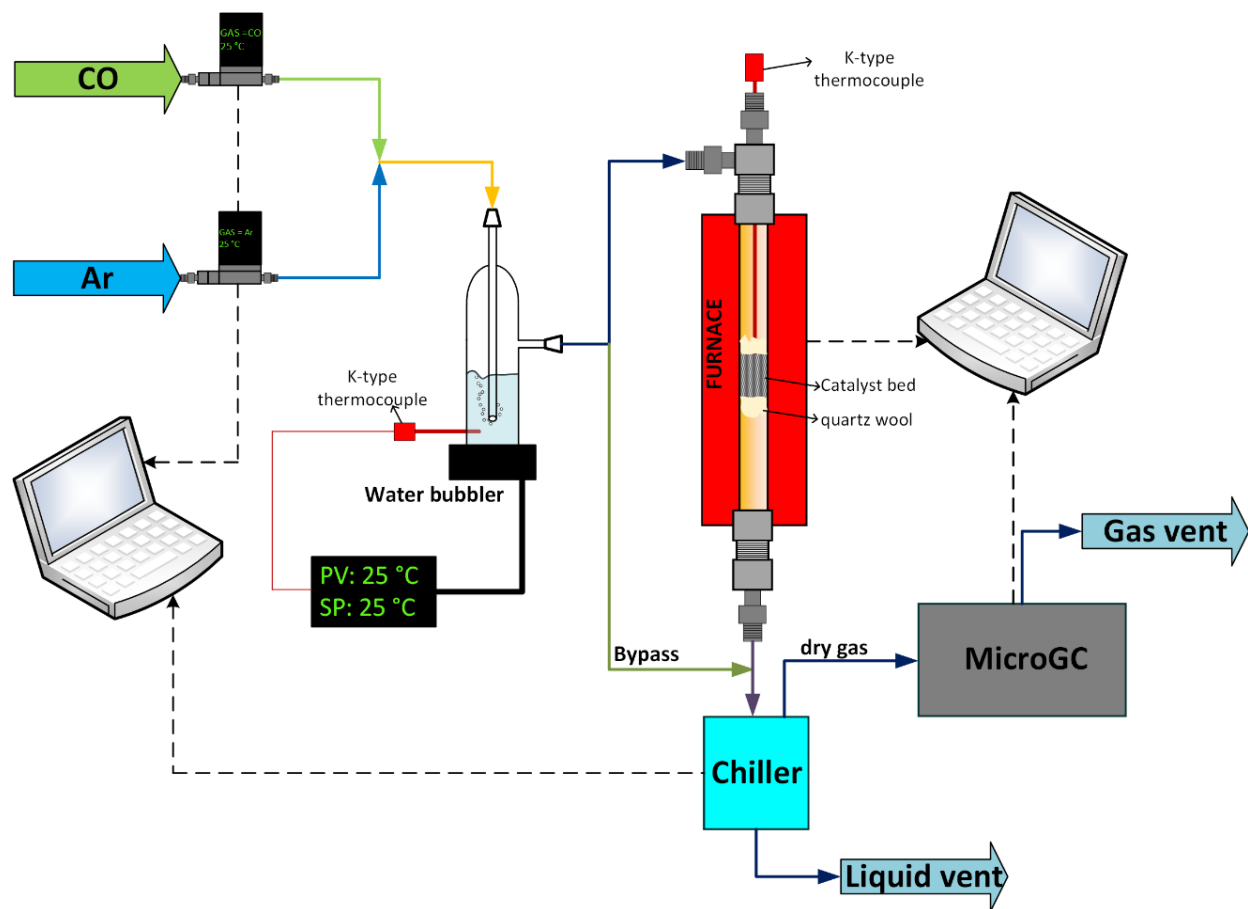 GAS =CO
25 °C
CO
K-type
thermocouple
GAS = Ar
25 °C
Ar
FURNACE
K-type
thermocouple
Catalyst bed
quartz wool
Water bubbler
PV: 25 °C
SP: 25 °C
Gas vent
Bypass
dry gas
MicroGC
Chiller
Liquid vent